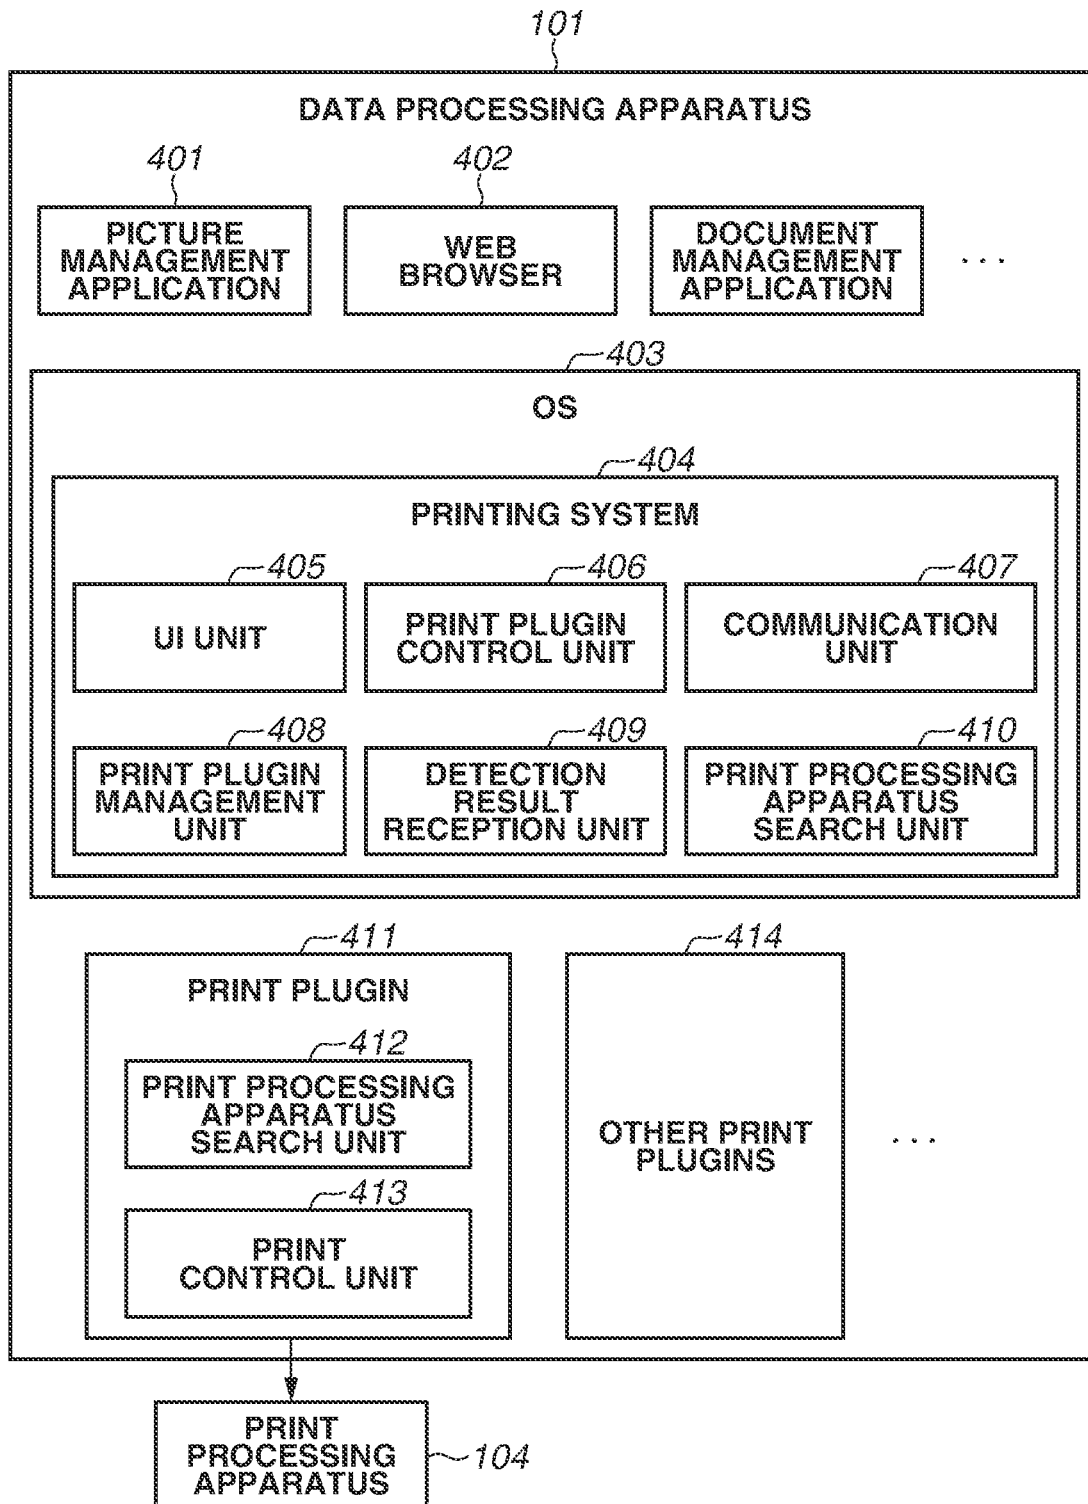 101
DATA PROCESSING APPARATUS
401
402
PICTURE
MANAGEMENT
APPLICATION
WEB
BROWSER
DOCUMENT
MANAGEMENT
APPLICATION
...
403
OS
404
PRINTING SYSTEM
405
406
407
UI UNIT
PRINT PLUGIN
CONTROL UNIT
COMMUNICATION
UNIT
408
409
410
PRINT PLUGIN
MANAGEMENT
UNIT
DETECTION
RESULT
RECEPTION UNIT
PRINT PROCESSING
APPARATUS
SEARCH UNIT
411
414
PRINT PLUGIN
412
PRINT PROCESSING
APPARATUS
SEARCH UNIT
413
PRINT
CONTROL UNIT
OTHER PRINT
PLUGINS
...
PRINT
PROCESSING
APPARATUS
104